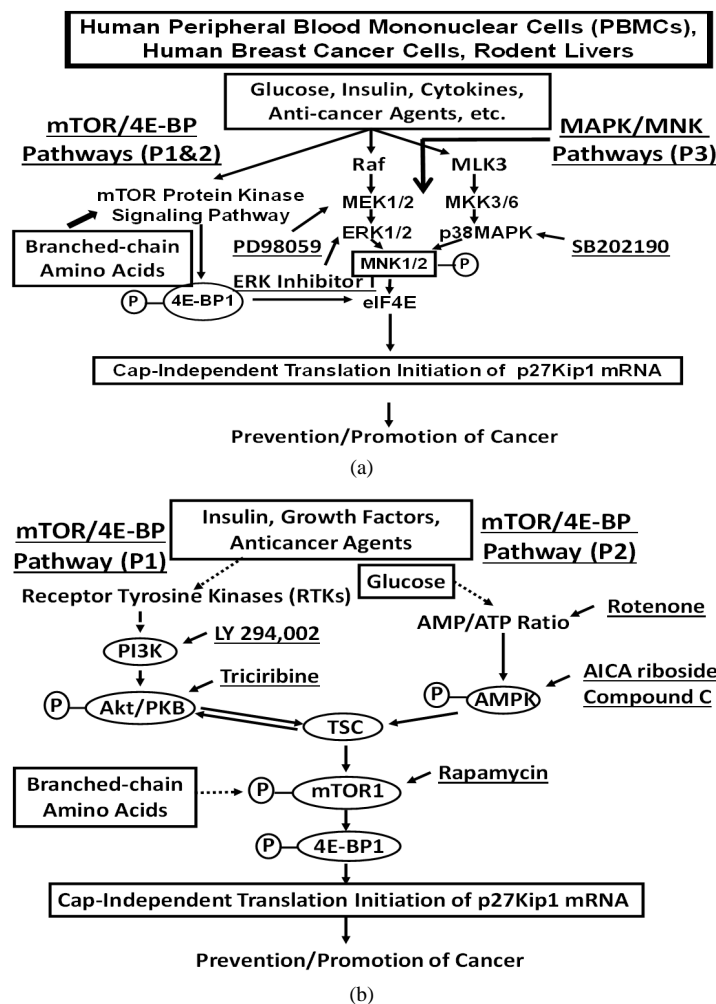 Human Peripheral Blood Mononuclear Cells (PBMCs),
Human Breast Cancer Cells, Rodent Livers
Glucose, Insulin, Cytokines,
Anti-cancer Agents, etc.
mTOR/4E-BP
Pathways (P1&2)
MAPK/MNK
Pathways (P3)
Raf
MLK3
mTOR Protein Kinase
Signaling Pathway
MEK1/2
MKK3/6
Branched-chain
Amino Acids
PD98059
ERK1/2
p38MAPK
SB202190
MNK1/2
P
ERK Inhibitor I
P
4E-BP1
eIF4E
Cap-Independent Translation Initiation of p27Kip1 mRNA
Prevention/Promotion of Cancer
(a)
mTOR/4E-BP
Pathway (P1)
Insulin, Growth Factors,
Anticancer Agents
mTOR/4E-BP
Pathway (P2)
Receptor Tyrosine Kinases (RTKs)
Glucose
AMP/ATP Ratio
Rotenone
PI3K
LY 294,002
Triciribine
AICA riboside
Compound C
P
Akt/PKB
P
AMPK
TSC
Branched-chain
Amino Acids
P
mTOR1
Rapamycin
P
4E-BP1
Cap-Independent Translation Initiation of p27Kip1 mRNA
Prevention/Promotion of Cancer
(b)